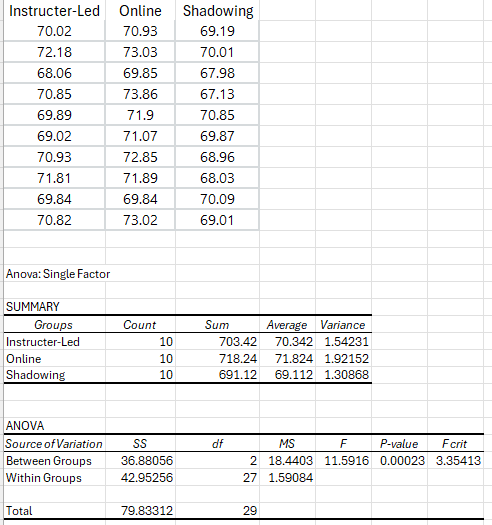 Instructer-Led Online Shadowing
70.02 70.93 69.19
72.18 73.03 70.01
68.06 69.85 67.98
70.85 73.86 67.13
69.89 71.9 70.85
69.02 71.07 69.87
70.93 72.85 68.96
71.81 71.89 68.03
69.84 69.84 70.09
70.82 73.02 69.01
Anova: Single Factor
SUMMARY
Groups Count Sum Average Variance
Instructer-Led 10 703.42 70.342 1.54231
Online 10 718.24 71.824 1.92152
Shadowing 10 691.12 69.112 1.30868
ANOVA
Source of Variation SS df MS F P-value F crit
Between Groups 36.88056 2 18.4403 11.5916 0.00023 3.35413
Within Groups 42.95256 27 1.59084
Total 79.83312 29